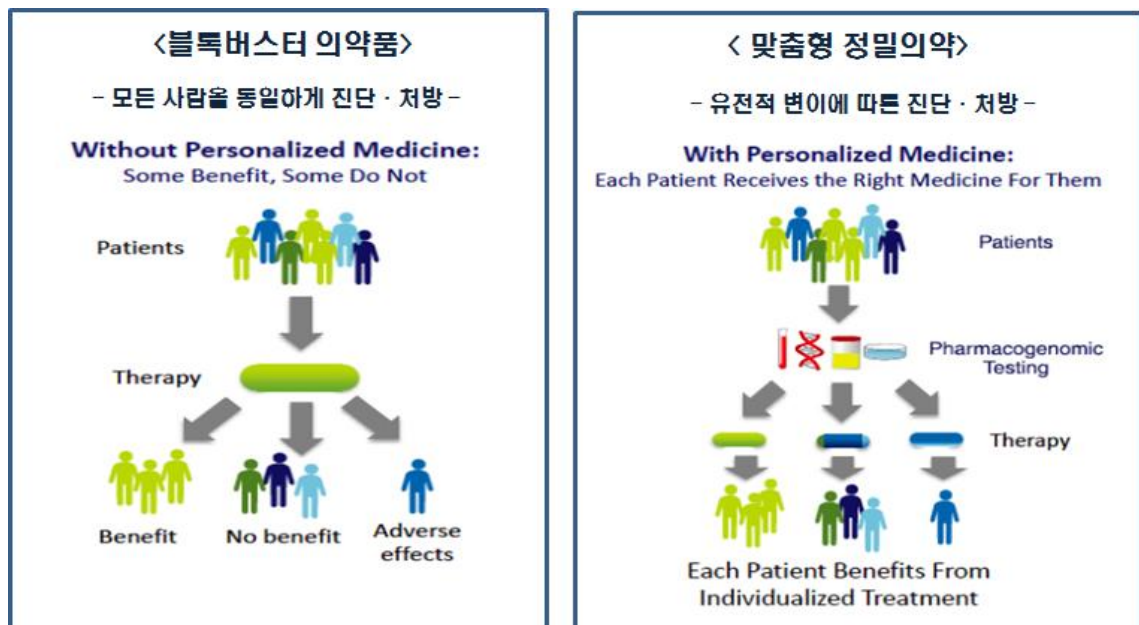 <블록버스터 의약품>
- 모든 사람을 동일하게 진단 · 처방 -
Without Personalized Medicine:
Some Benefit, Some Do Not
Patients
Therapy
Benefit
No benefit
Adverse
effects
< 맞춤형 정밀의약>
- 유전적 변이에 따른 진단 · 처방 -
With Personalized Medicine:
Each Patient Receives the Right Medicine For Them
Patients
Pharmacogenomic
Testing
Therapy
Each Patient Benefits From
Individualized Treatment